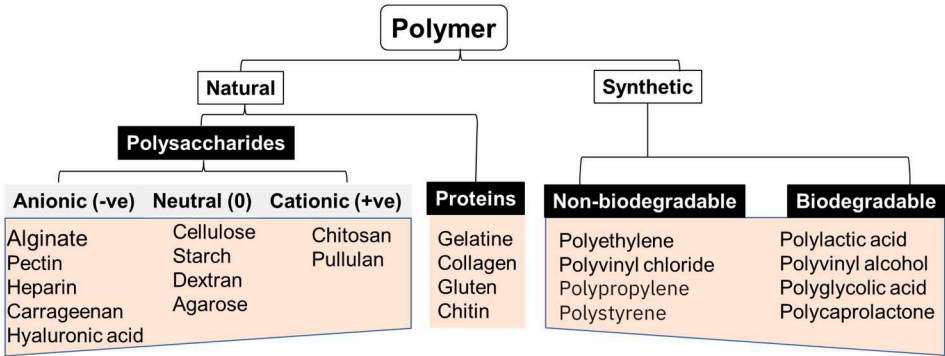 Polymer
Natural
Synthetic
Polysaccharides
Anionic (-ve)
Neutral (0)
Cationic (+ve)
Proteins
Non-biodegradable
Biodegradable
Alginate
Pectin
Heparin
Carrageenan
Hyaluronic acid
Cellulose
Starch
Dextran
Agarose
Chitosan
Pullulan
Gelatine
Collagen
Gluten
Chitin
Polyethylene
Polyvinyl chloride
Polypropylene
Polystyrene
Polylactic acid
Polyvinyl alcohol
Polyglycolic acid
Polycaprolactone